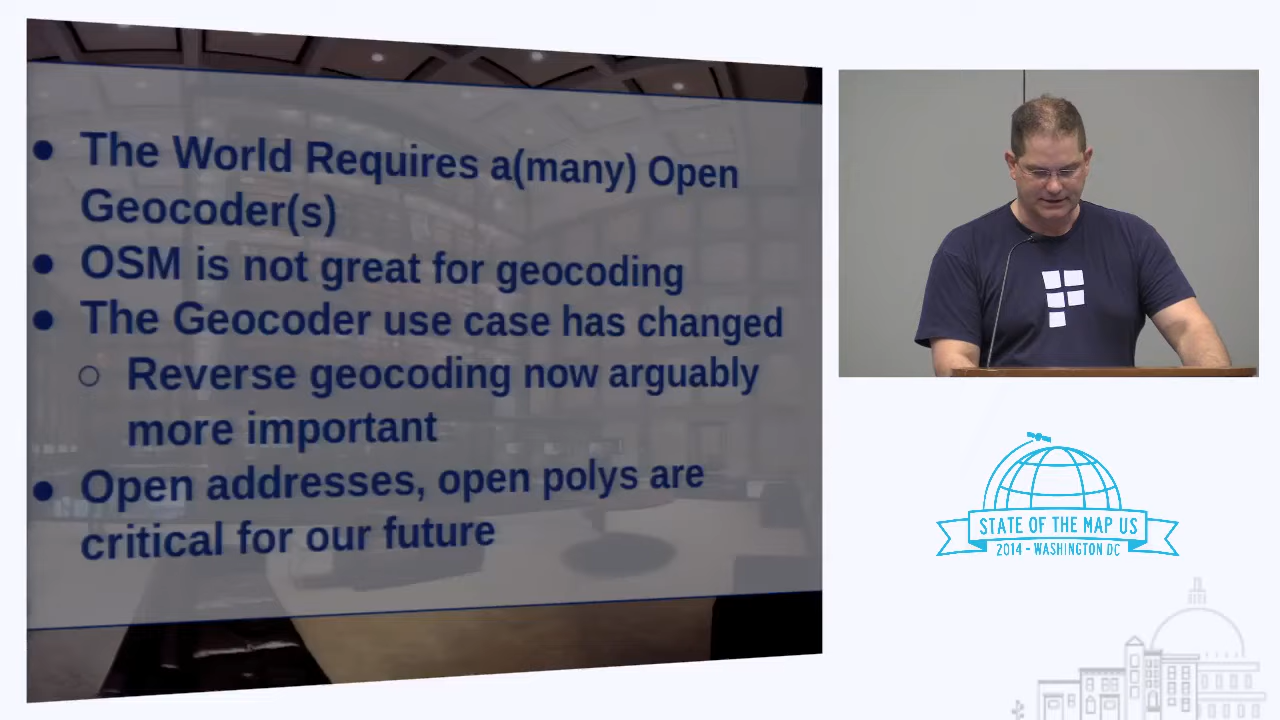 ● The World Requires a(many) Open
Geocoder(s)
● OSM is not great for geocoding
● The Geocoder use case has changed
○ Reverse geocoding now arguably
more important
● Open addresses, open polys are
critical for our future
STATE OF THE MAP US
2014 - WASHINGTON DC